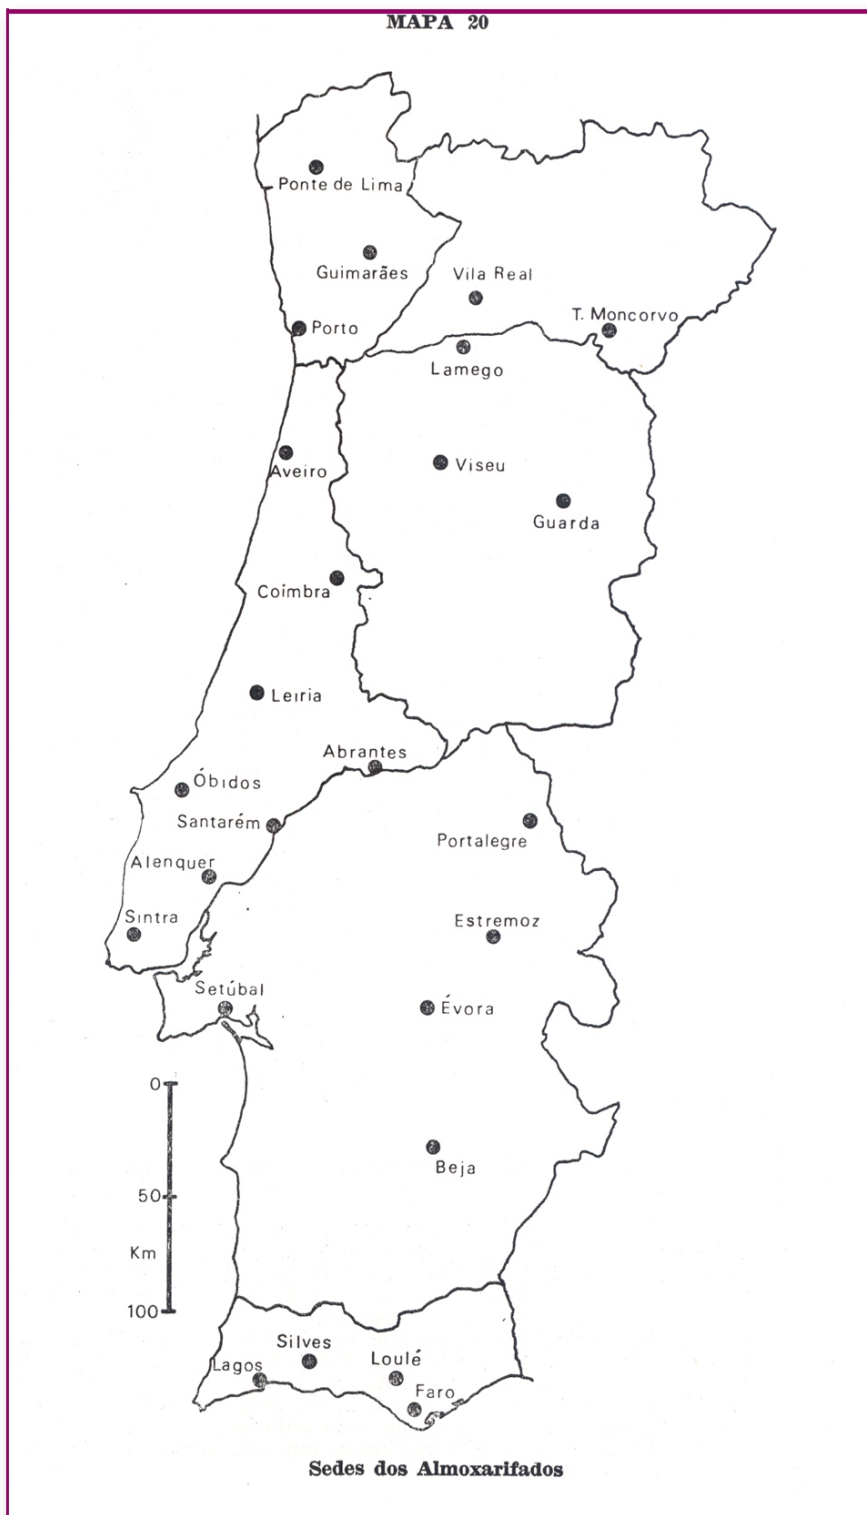 MAPA 20
Ponte de Lima
Guimarães
Vila Real
T. Moncorvo
Porto
Lamego
Viseu
Aveiro
Guarda
Coímbra
Leiria
Abrantes
Óbidos
Santarém
Portalegre
Alenquer
Sintra
Estremoz
Setúbal
Évora
0
Beja
50
Km
100
Silves
Loulé
Lagos
Faro
Sedes dos Almoxarifados